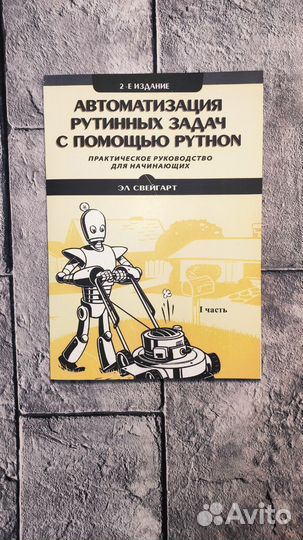 2-Е ИЗДАНИЕ
АВТОМАТИЗАЦИЯ
РУТИННЫХ ЗАДАЧ
С ПОМОЩЬЮ PYTHON
ПРАКТИЧЕСКОЕ РУКОВОДСТВО
ДЛЯ НАЧИНАЮЩИХ
ЭЛ СВЕЙГАРТ
I часть
Avito